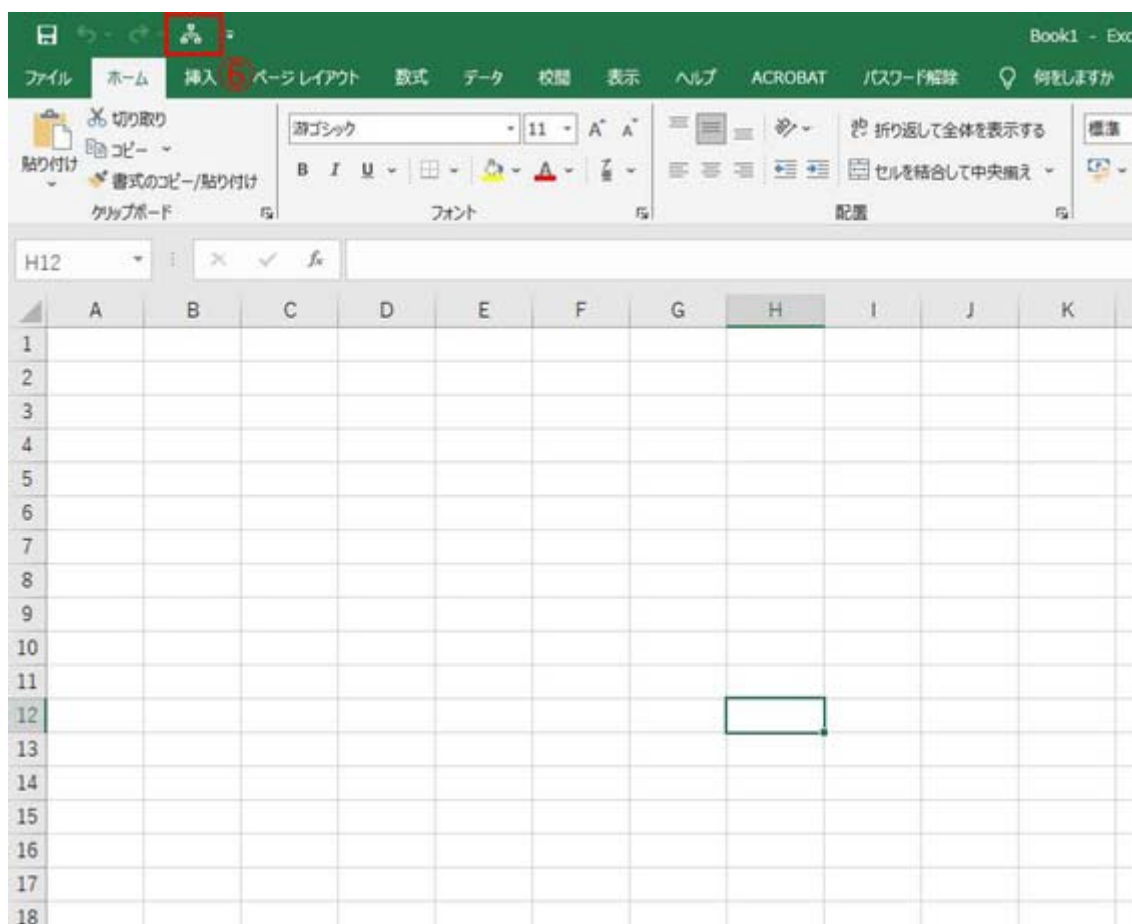 Book1 - Exc
ファイル ホーム 挿入 ⑥ ページ レイアウト 数式 データ 校閲 表示 ヘルプ ACROBAT パスワード解除 何をしますか
切り取り
コピー
書式のコピー/貼り付け
貼り付け
クリップボード
游ゴシック 11 A A
B I U A
フォント
ab 折り返して全体を表示する
セルを結合して中央揃え
配置
標準
H12 fx
A B C D E F G H I J K
1
2
3
4
5
6
7
8
9
10
11
12
13
14
15
16
17
18